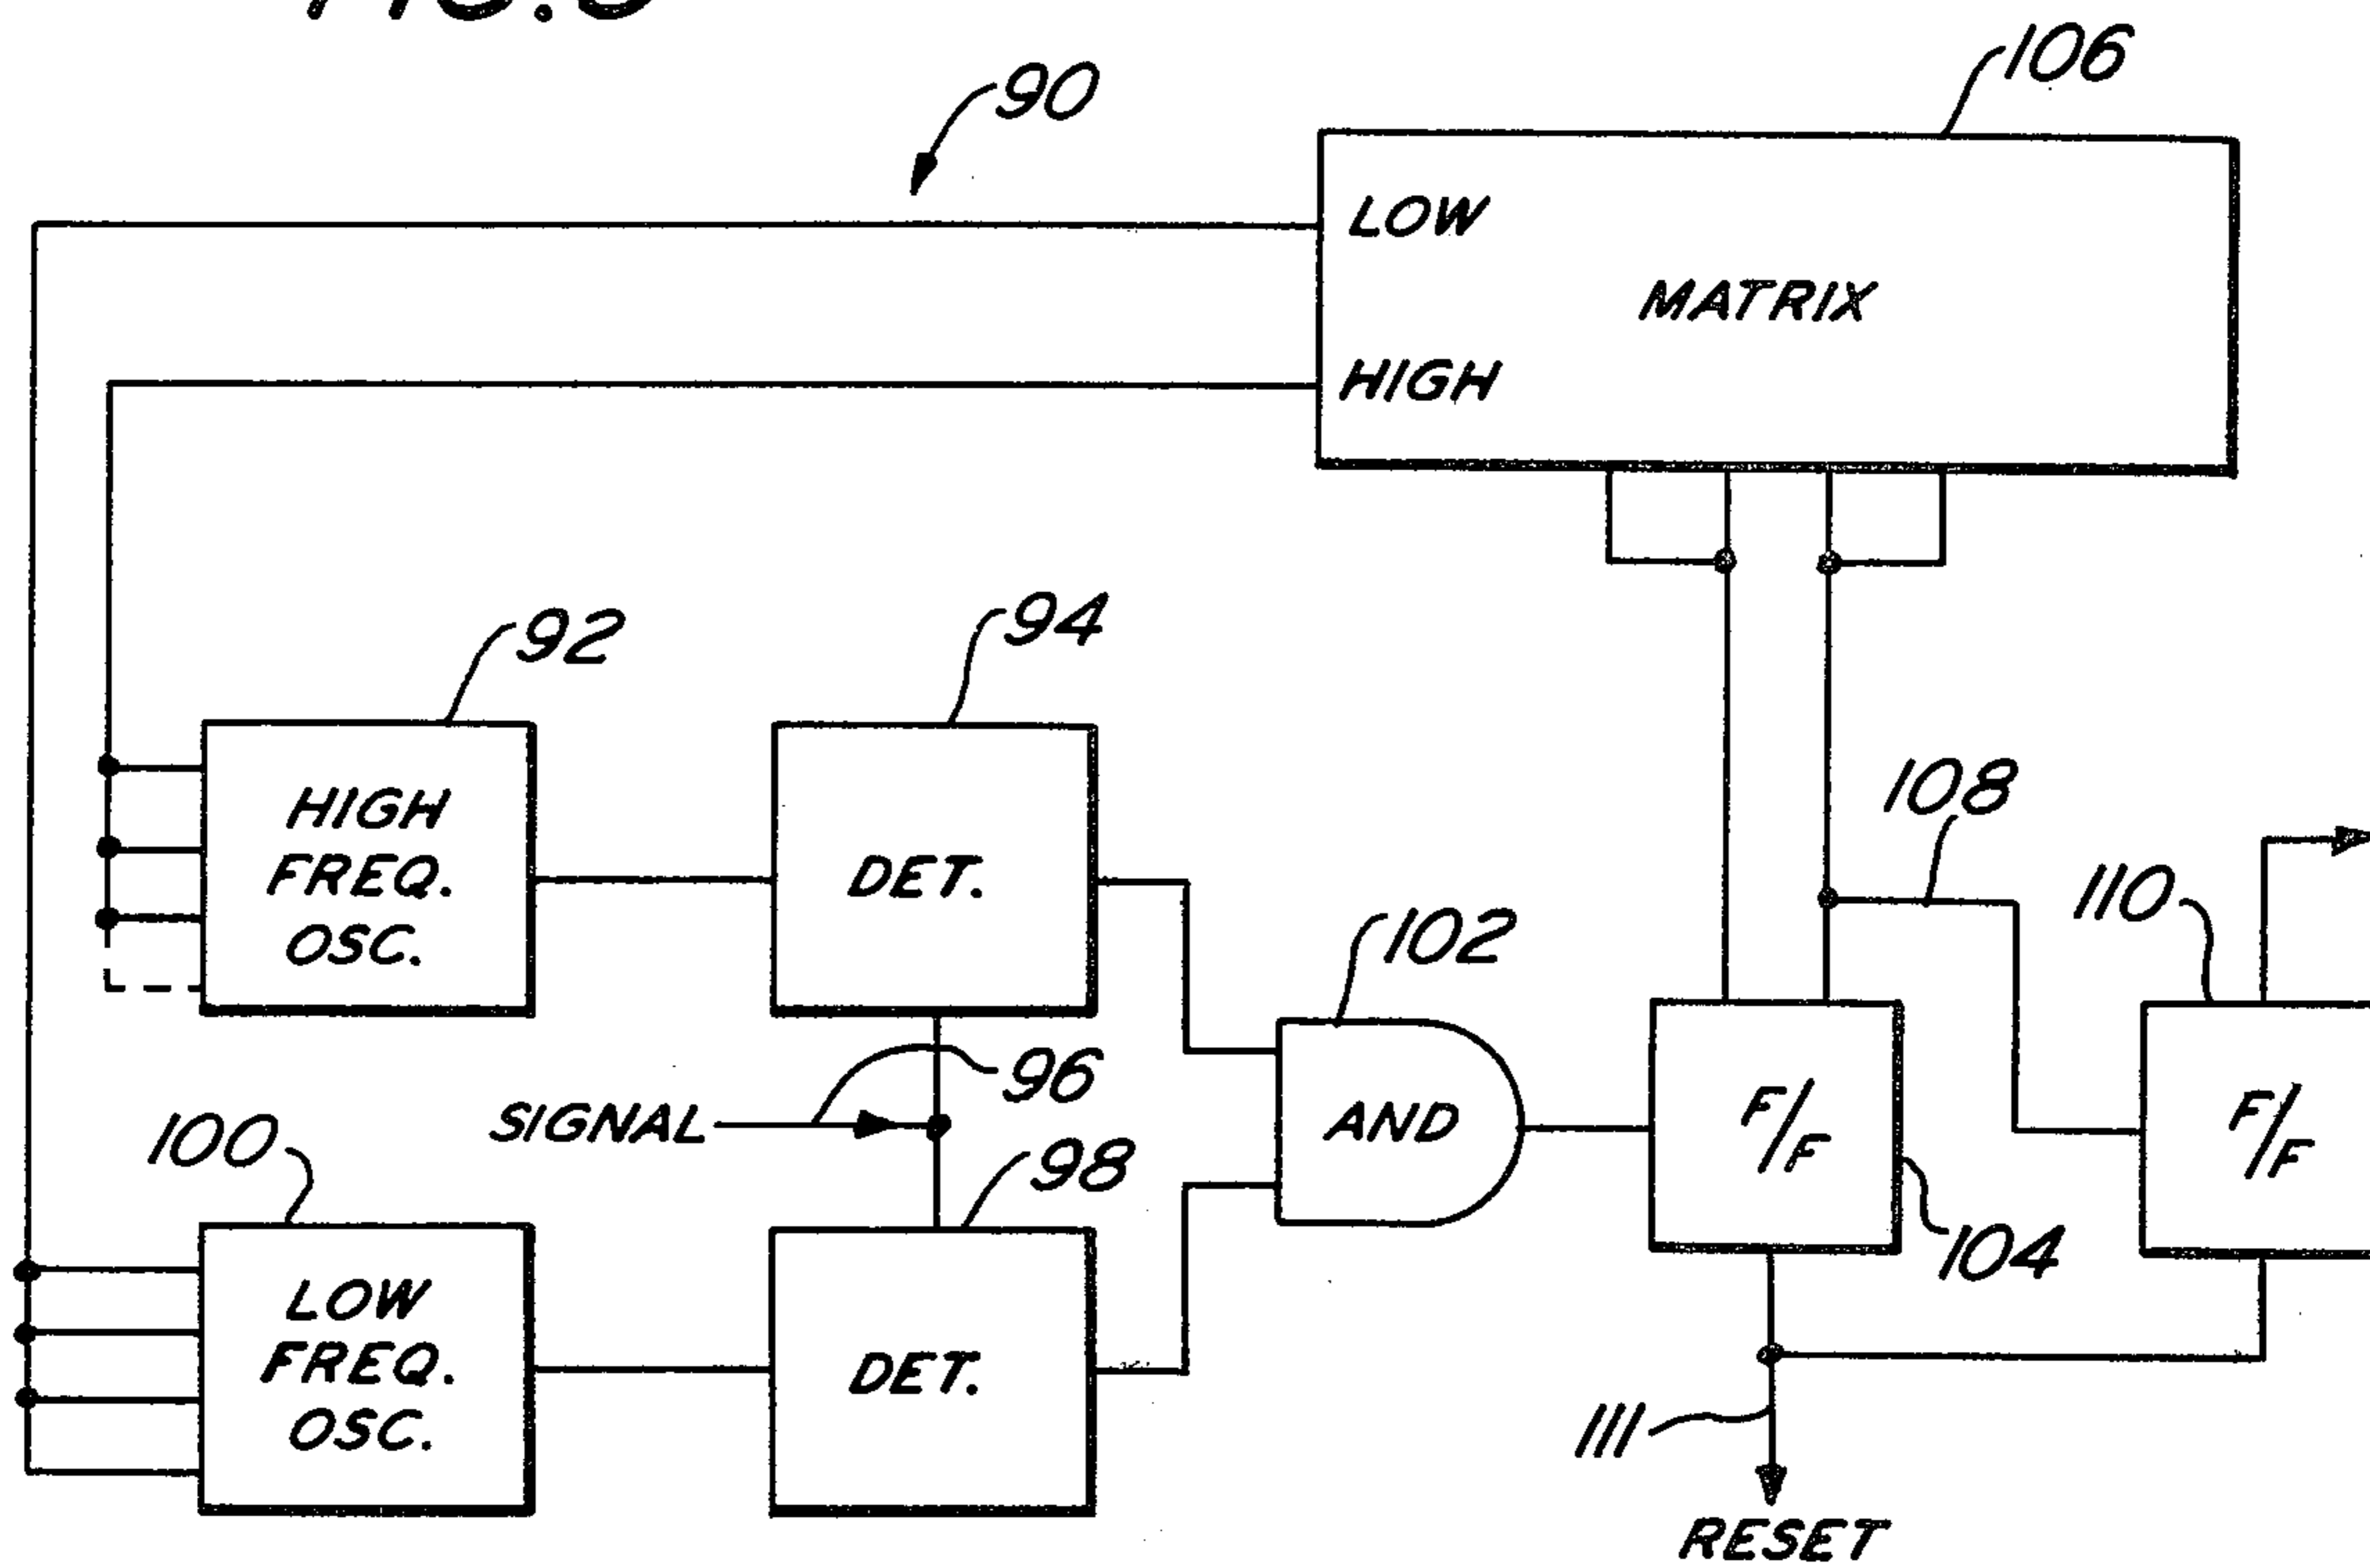 90
106
LOW
MATRIX
HIGH
92
94
HIGH
FREQ.
OSC.
DET.
108
110
102
96
SIGNAL
AND
F/F
F/F
100
98
104
LOW
FREQ.
OSC.
DET.
111
RESET